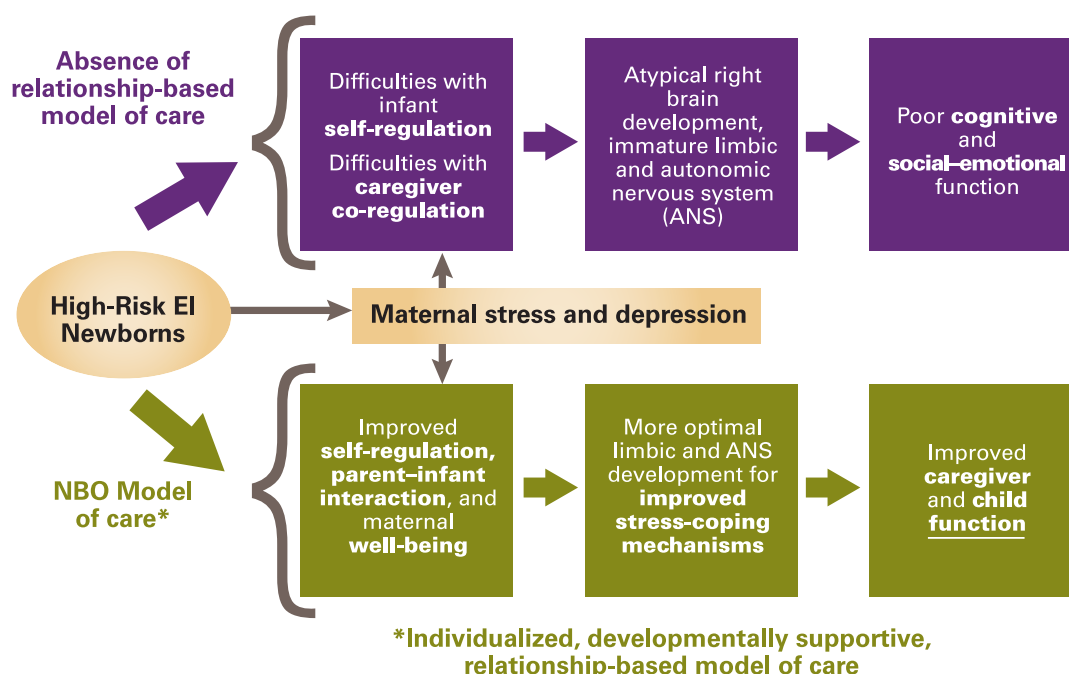 Absence of
relationship-based
model of care
Difficulties with
infant
self-regulation
Difficulties with
caregiver
co-regulation
Atypical right
brain
development,
immature limbic
and autonomic
nervous system
(ANS)
Poor cognitive
and
social–emotional
function
High-Risk EI
Newborns
Maternal stress and depression
NBO Model
of care*
Improved
self-regulation,
parent–infant
interaction, and
maternal
well-being
More optimal
limbic and ANS
development for
improved
stress-coping
mechanisms
Improved
caregiver
and child
function
*Individualized, developmentally supportive,
relationship-based model of care